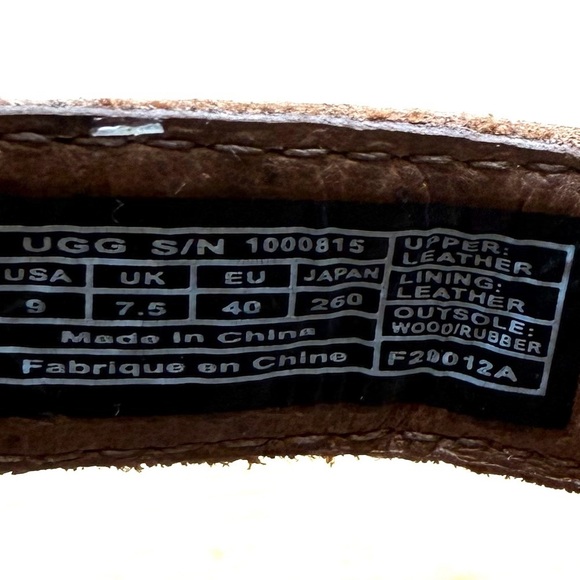 UGG S/N 1000815
USA UK EU JAPAN
9 7.5 40 260
Made in China
Fabrique en Chine
UPPER:
LEATHER
LINING:
LEATHER
OUTSOLE:
WOOD/RUBBER
F20012A